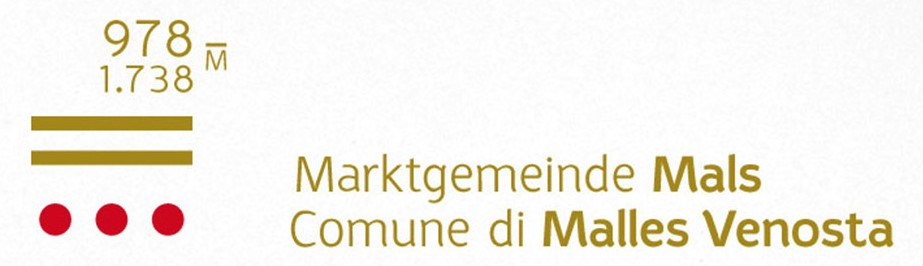 978
1.738 M
Marktgemeinde Mals
Comune di Malles Venosta